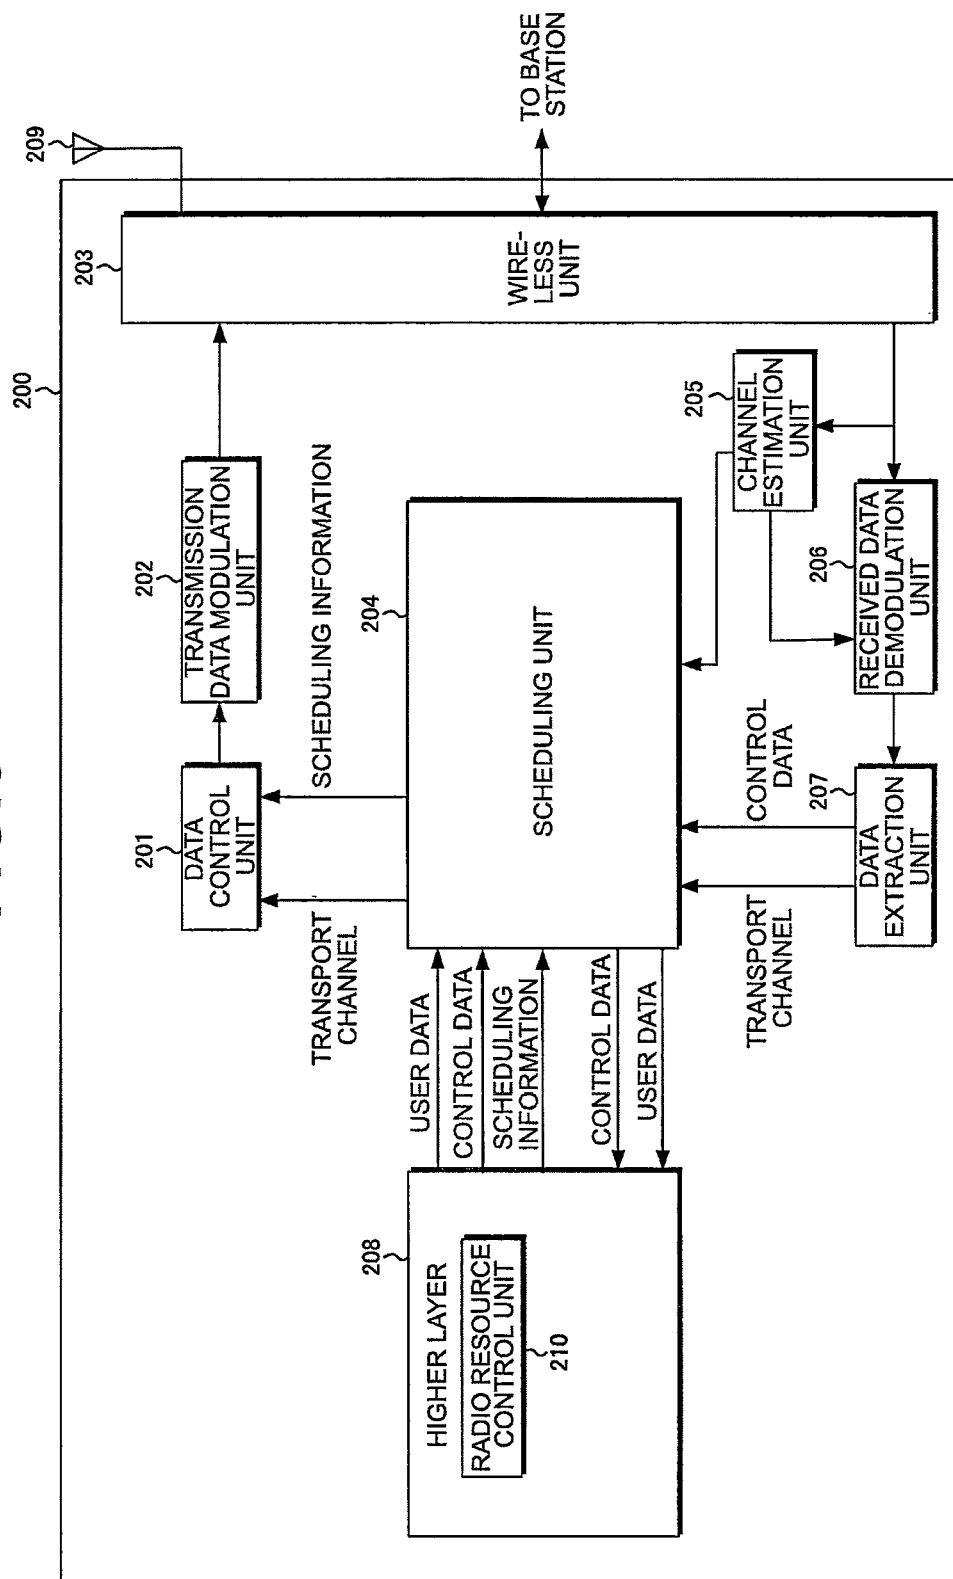 200
208
HIGHER LAYER
RADIO RESOURCE
CONTROL UNIT
210
USER DATA
CONTROL DATA
SCHEDULING
INFORMATION
CONTROL DATA
USER DATA
201
DATA
CONTROL
UNIT
TRANSPORT
CHANNEL
SCHEDULING INFORMATION
202
TRANSMISSION
DATA MODULATION
UNIT
204
SCHEDULING UNIT
TRANSPORT
CHANNEL
CONTROL
DATA
207
DATA
EXTRACTION
UNIT
206
RECEIVED DATA
DEMODULATION
UNIT
205
CHANNEL
ESTIMATION
UNIT
203
WIRE-
LESS
UNIT
209
TO BASE
STATION